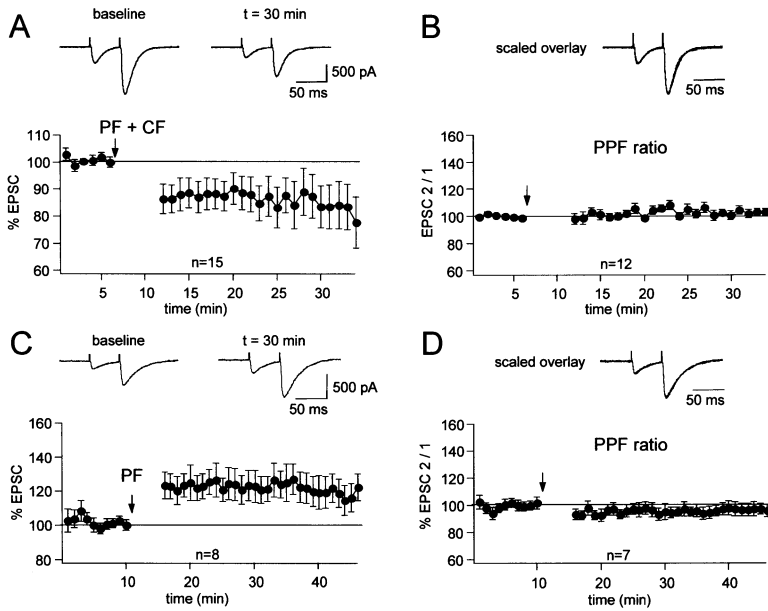 A
baseline
t = 30 min
500 pA
50 ms
PF + CF
% EPSC
110
100
90
80
70
60
n=15
5
10
15
20
25
30
time (min)
B
scaled overlay
50 ms
PPF ratio
EPSC 2 / 1
160
140
120
100
80
60
n=12
5
10
15
20
25
30
time (min)
C
baseline
t = 30 min
500 pA
50 ms
PF
% EPSC
160
140
120
100
80
n=8
10
20
30
40
time (min)
D
scaled overlay
50 ms
PPF ratio
% EPSC 2 / 1
160
140
120
100
80
60
n=7
10
20
30
40
time (min)